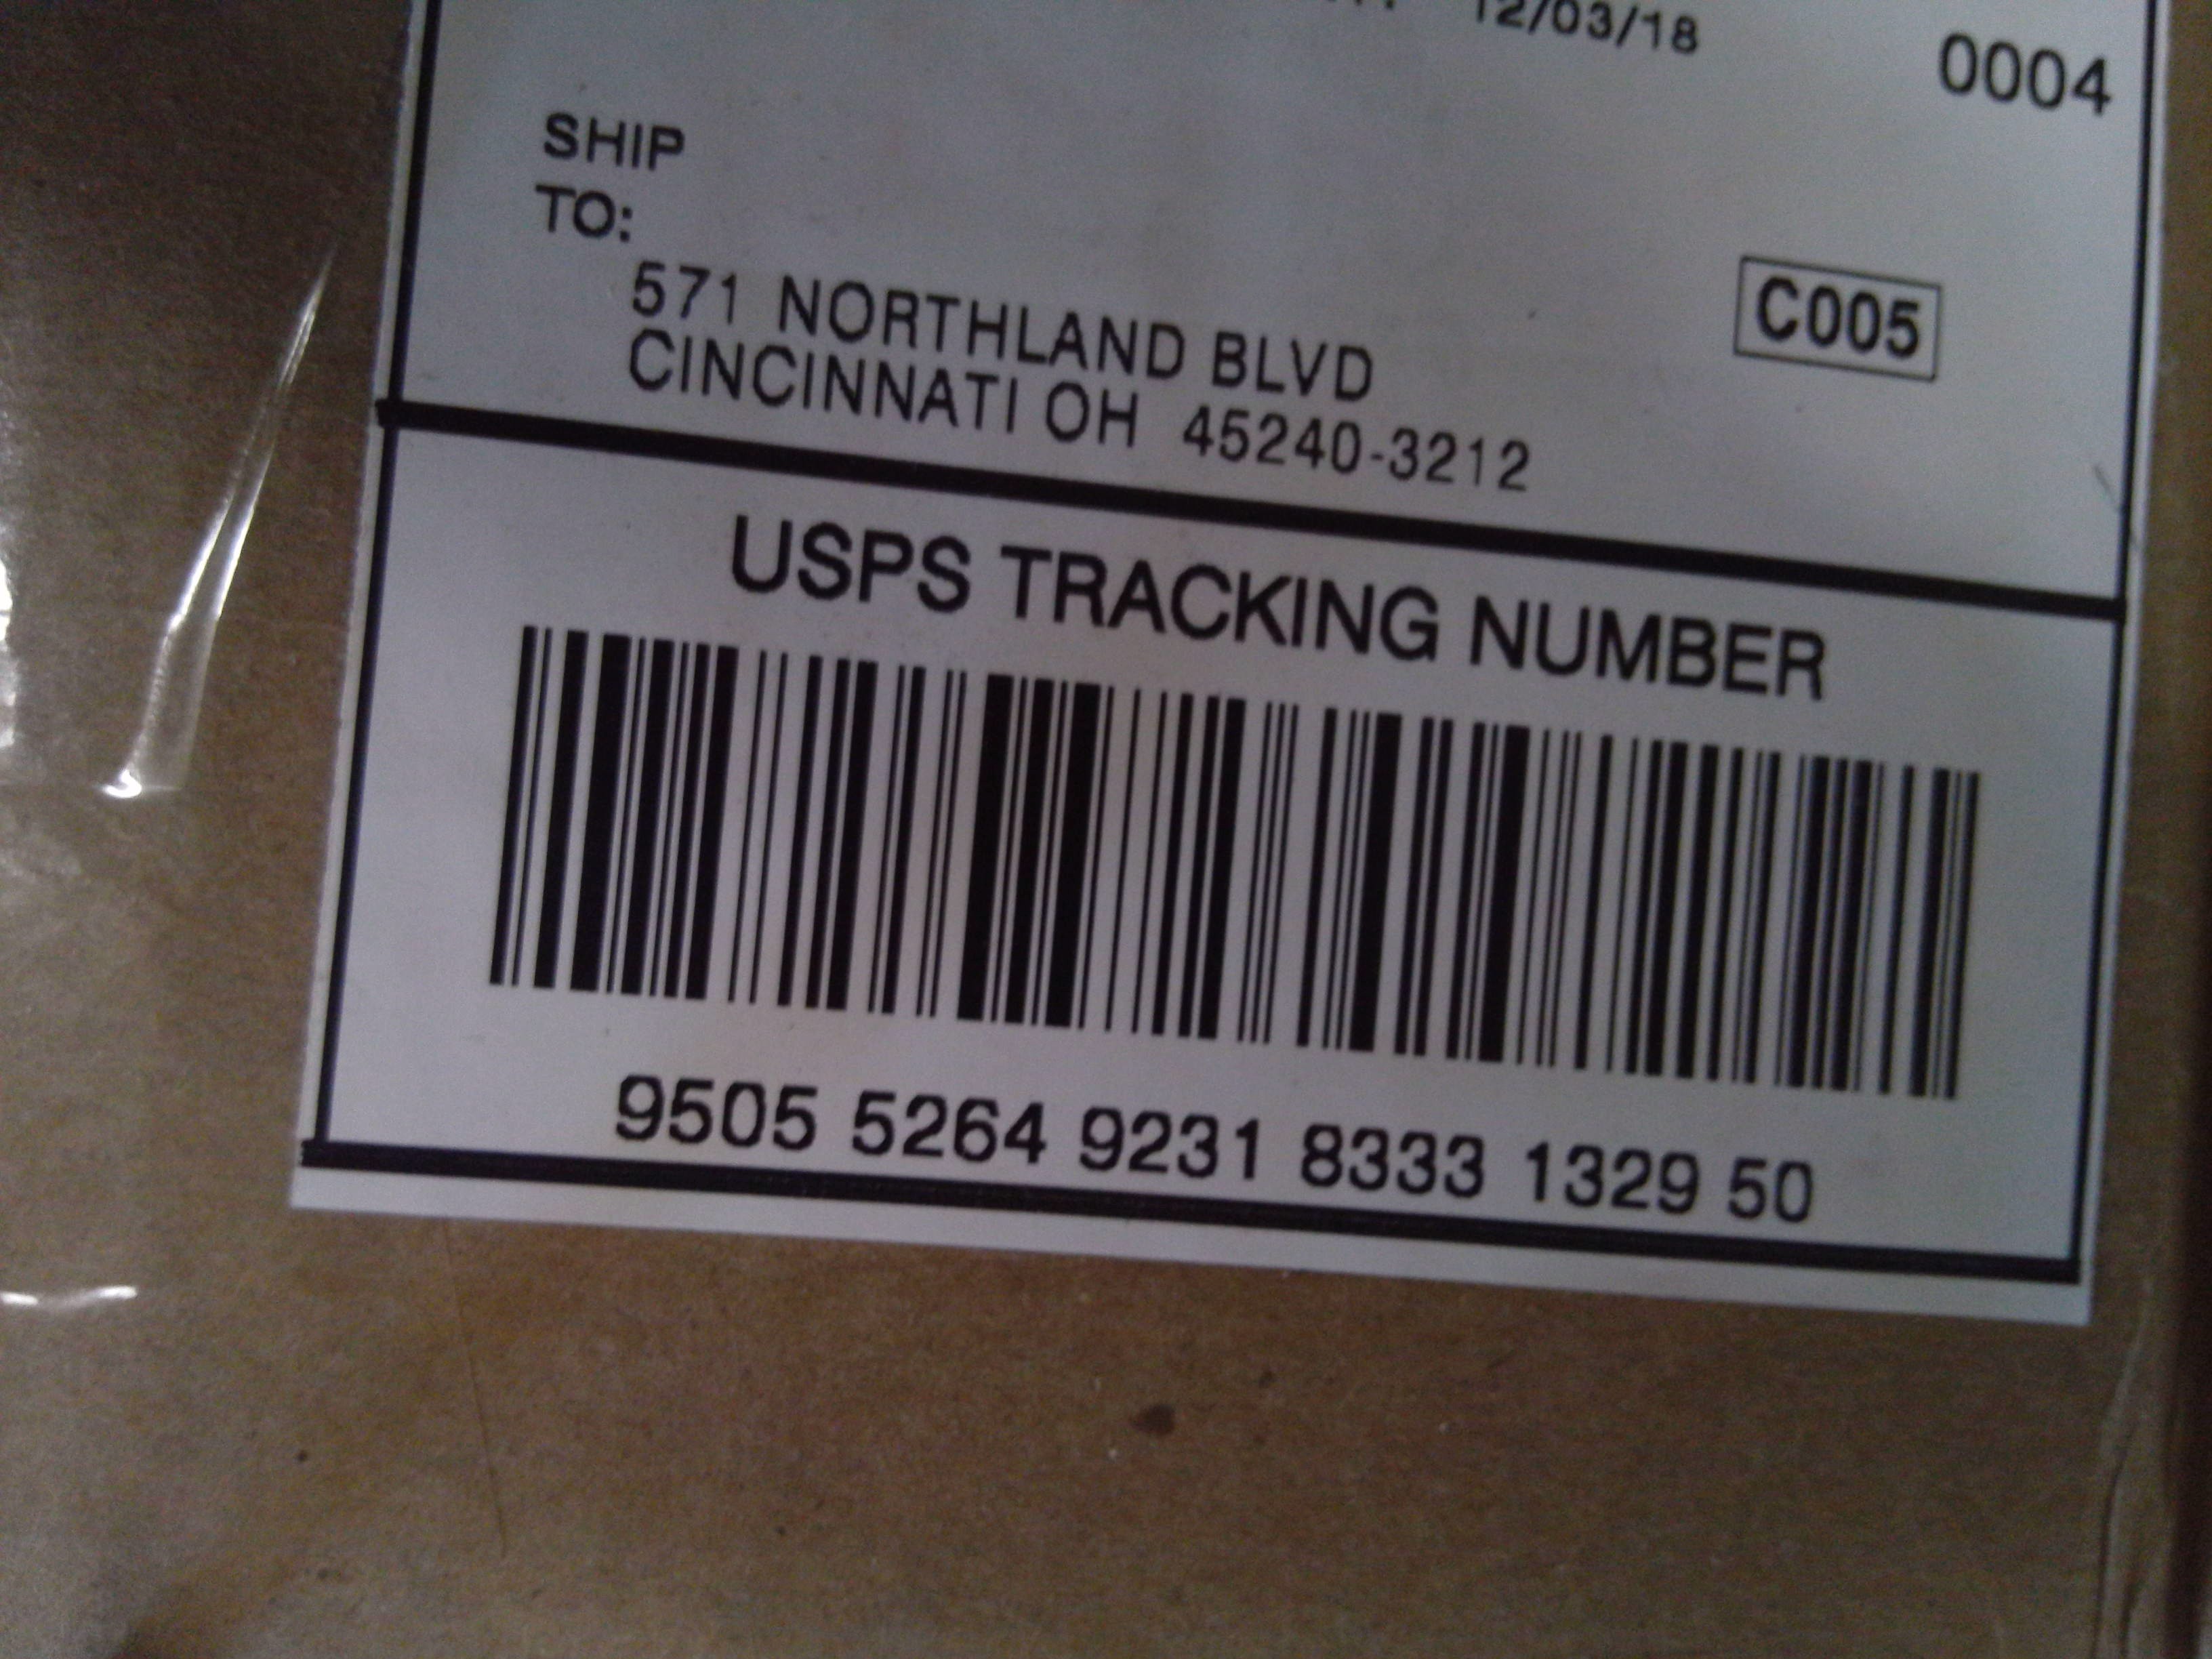 12/03/18
0004
SHIP
TO:
C005
571 NORTHLAND BLVD
CINCINNATI OH 45240-3212
USPS TRACKING NUMBER
9505 5264 9231 8333 1329 50